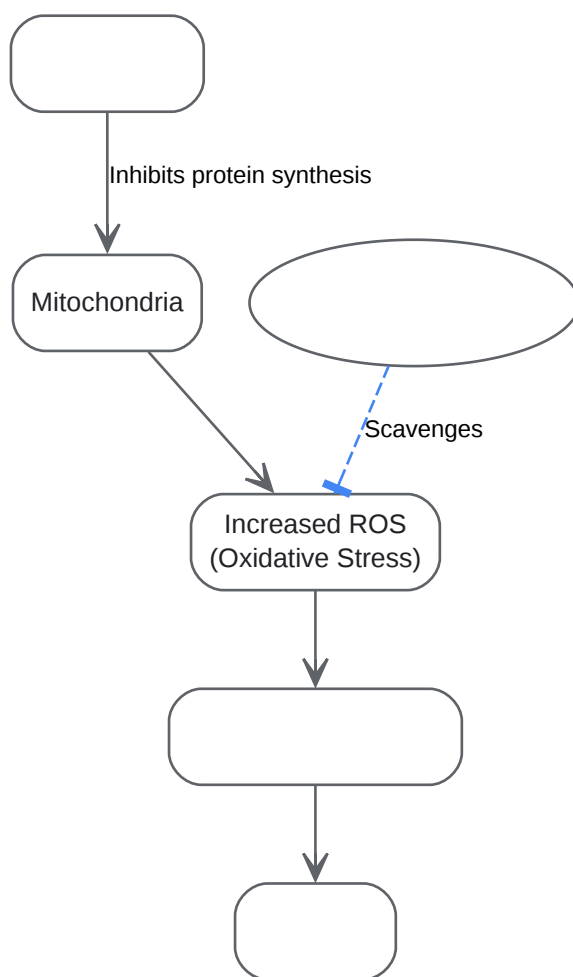 Inhibits protein synthesis
Mitochondria
Scavenges
Increased ROS
(Oxidative Stress)